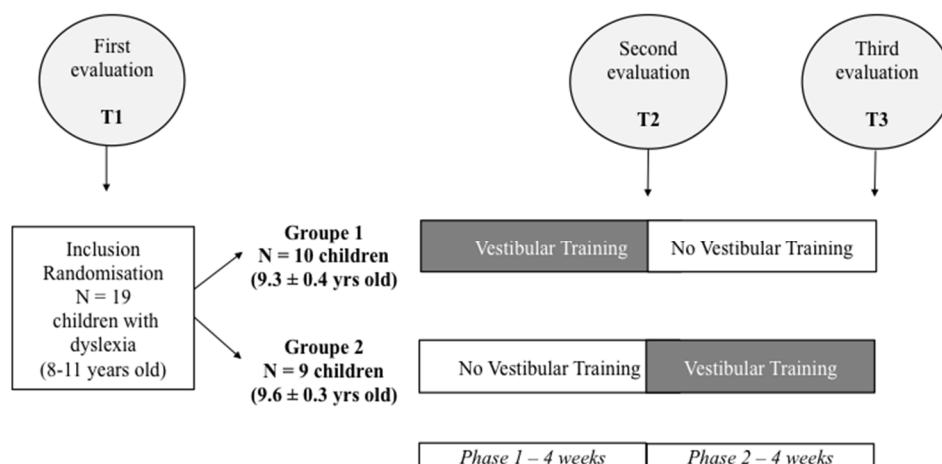 First
evaluation
T1
Second
evaluation
T2
Third
evaluation
T3
Inclusion
Randomisation
N = 19
children with
dyslexia
(8-11 years old)
Groupe 1
N = 10 children
(9.3 ± 0.4 yrs old)
Vestibular Training
No Vestibular Training
Groupe 2
N = 9 children
(9.6 ± 0.3 yrs old)
No Vestibular Training
Vestibular Training
Phase 1 – 4 weeks
Phase 2 – 4 weeks